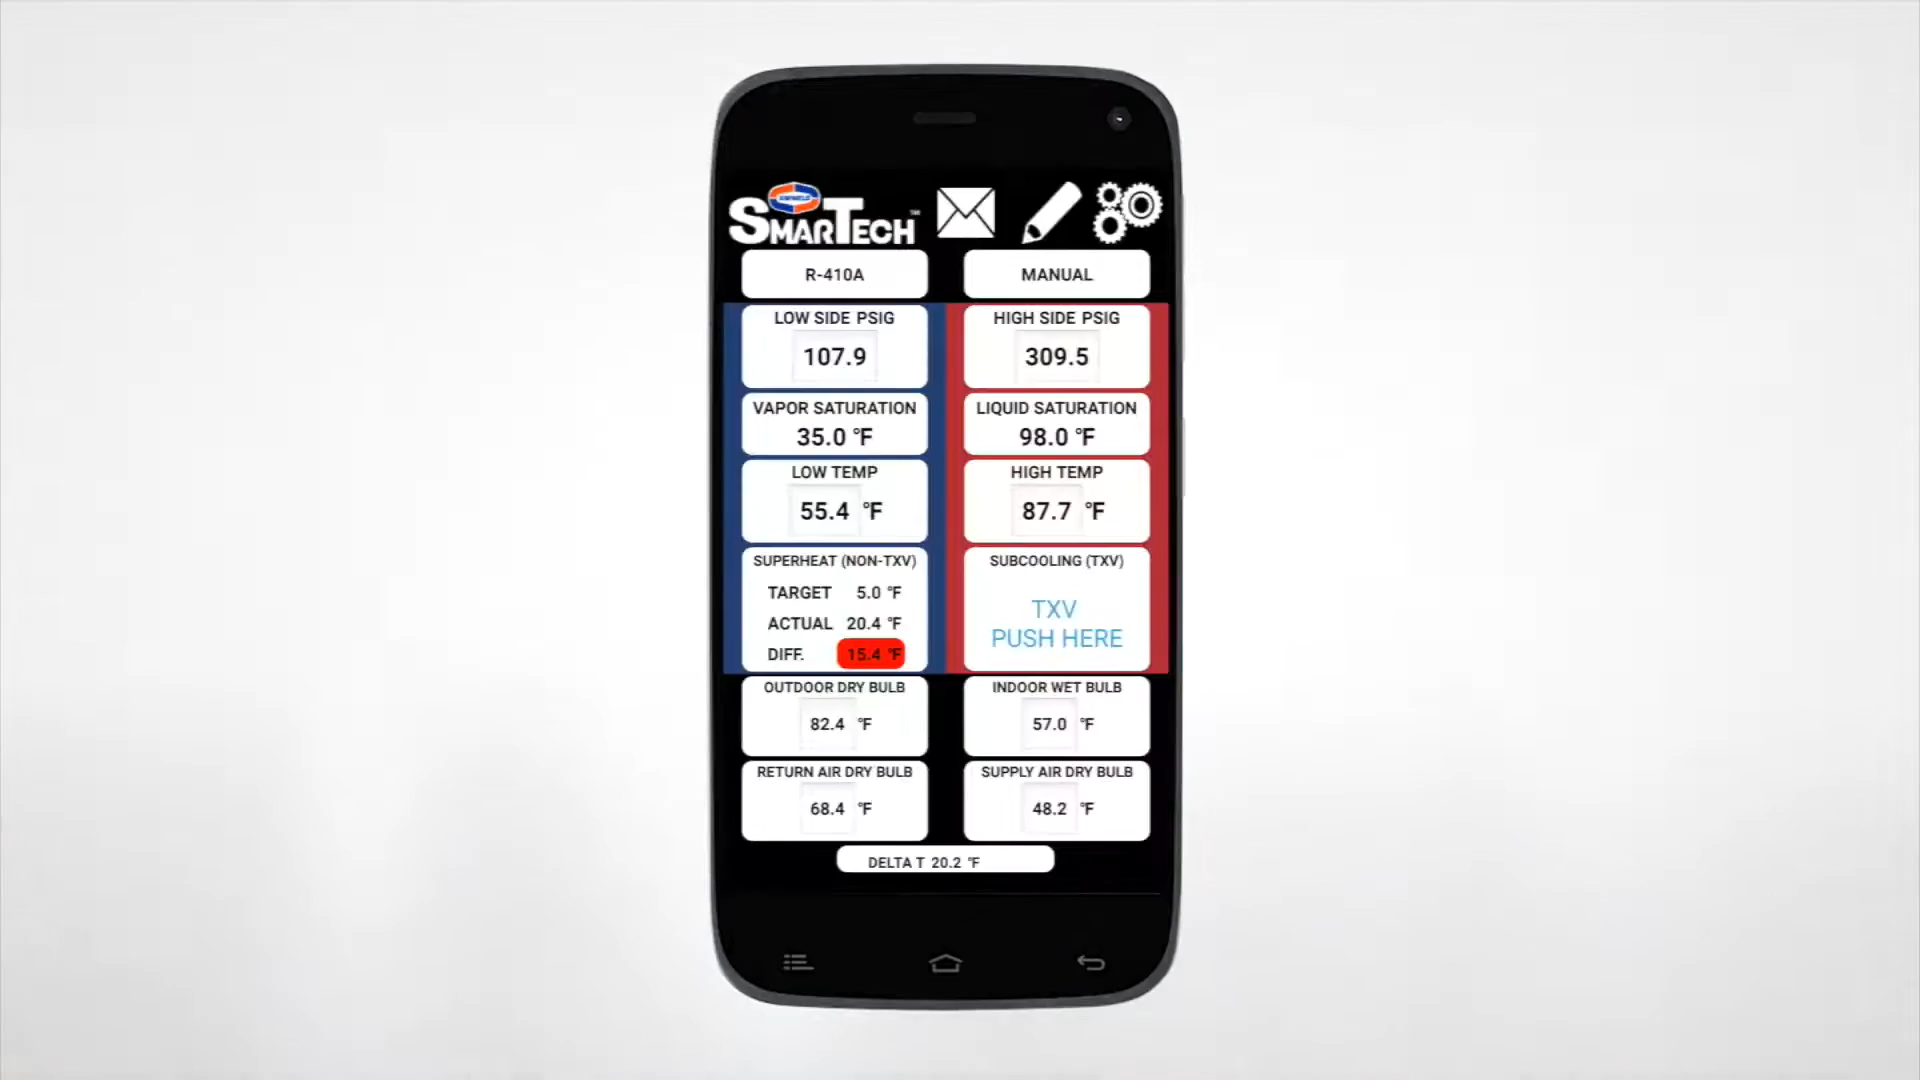 SMARTECH™
R-410A
MANUAL
LOW SIDE PSIG
107.9
HIGH SIDE PSIG
309.5
VAPOR SATURATION
35.0 °F
LIQUID SATURATION
98.0 °F
LOW TEMP
55.4 °F
HIGH TEMP
87.7 °F
SUPERHEAT (NON-TXV)
TARGET 5.0 °F
ACTUAL 20.4 °F
DIFF. 15.4 °F
SUBCOOLING (TXV)
TXV
PUSH HERE
OUTDOOR DRY BULB
82.4 °F
INDOOR WET BULB
57.0 °F
RETURN AIR DRY BULB
68.4 °F
SUPPLY AIR DRY BULB
48.2 °F
DELTA T 20.2 °F